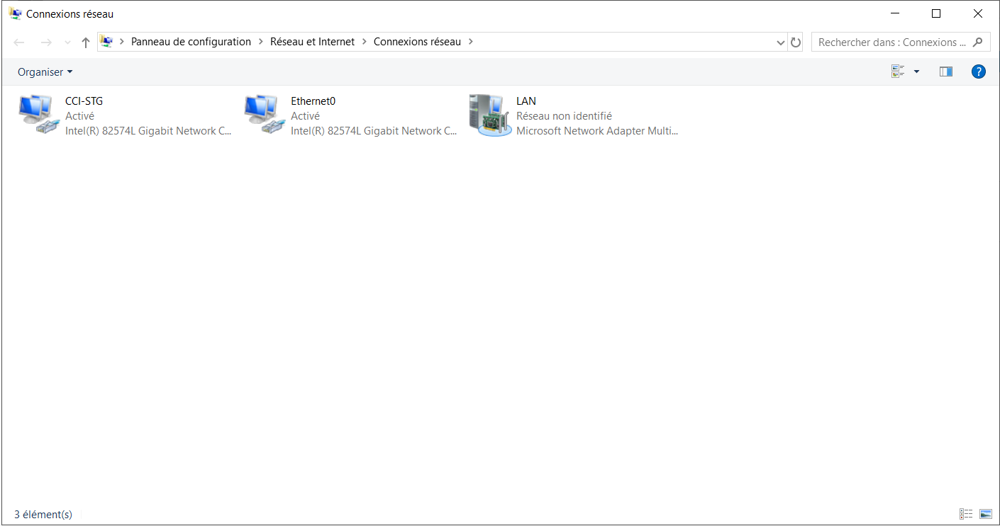 Connexions réseau
Panneau de configuration > Réseau et Internet > Connexions réseau >
Rechercher dans : Connexions ...
Organiser
?
CCI-STG
Activé
Intel(R) 82574L Gigabit Network C...
Ethernet0
Activé
Intel(R) 82574L Gigabit Network C...
LAN
Réseau non identifié
Microsoft Network Adapter Multi...
3 élément(s)